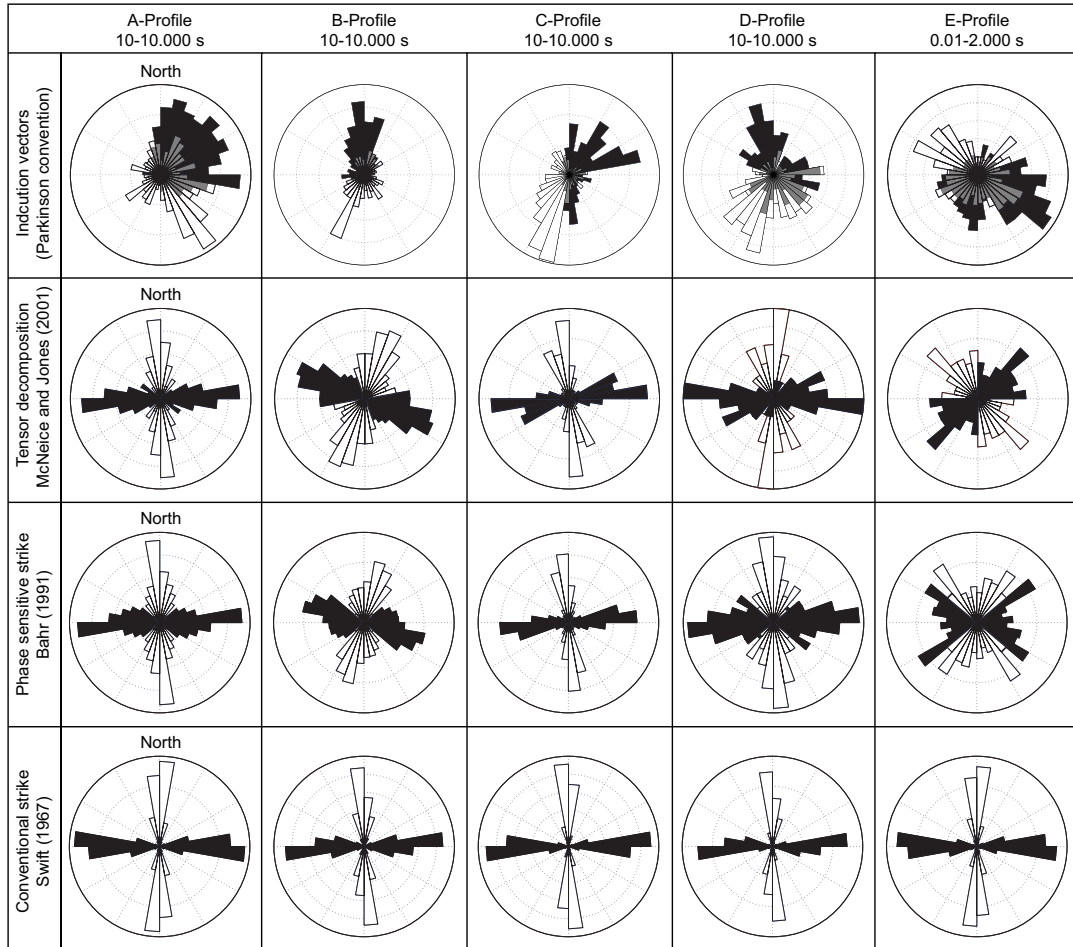 A-Profile
10-10.000 s
B-Profile
10-10.000 s
C-Profile
10-10.000 s
D-Profile
10-10.000 s
E-Profile
0.01-2.000 s
Indcution vectors
(Parkinson convention)
North
Tensor decomposition
McNeice and Jones (2001)
North
Phase sensitive strike
Bahr (1991)
North
Conventional strike
Swift (1967)
North